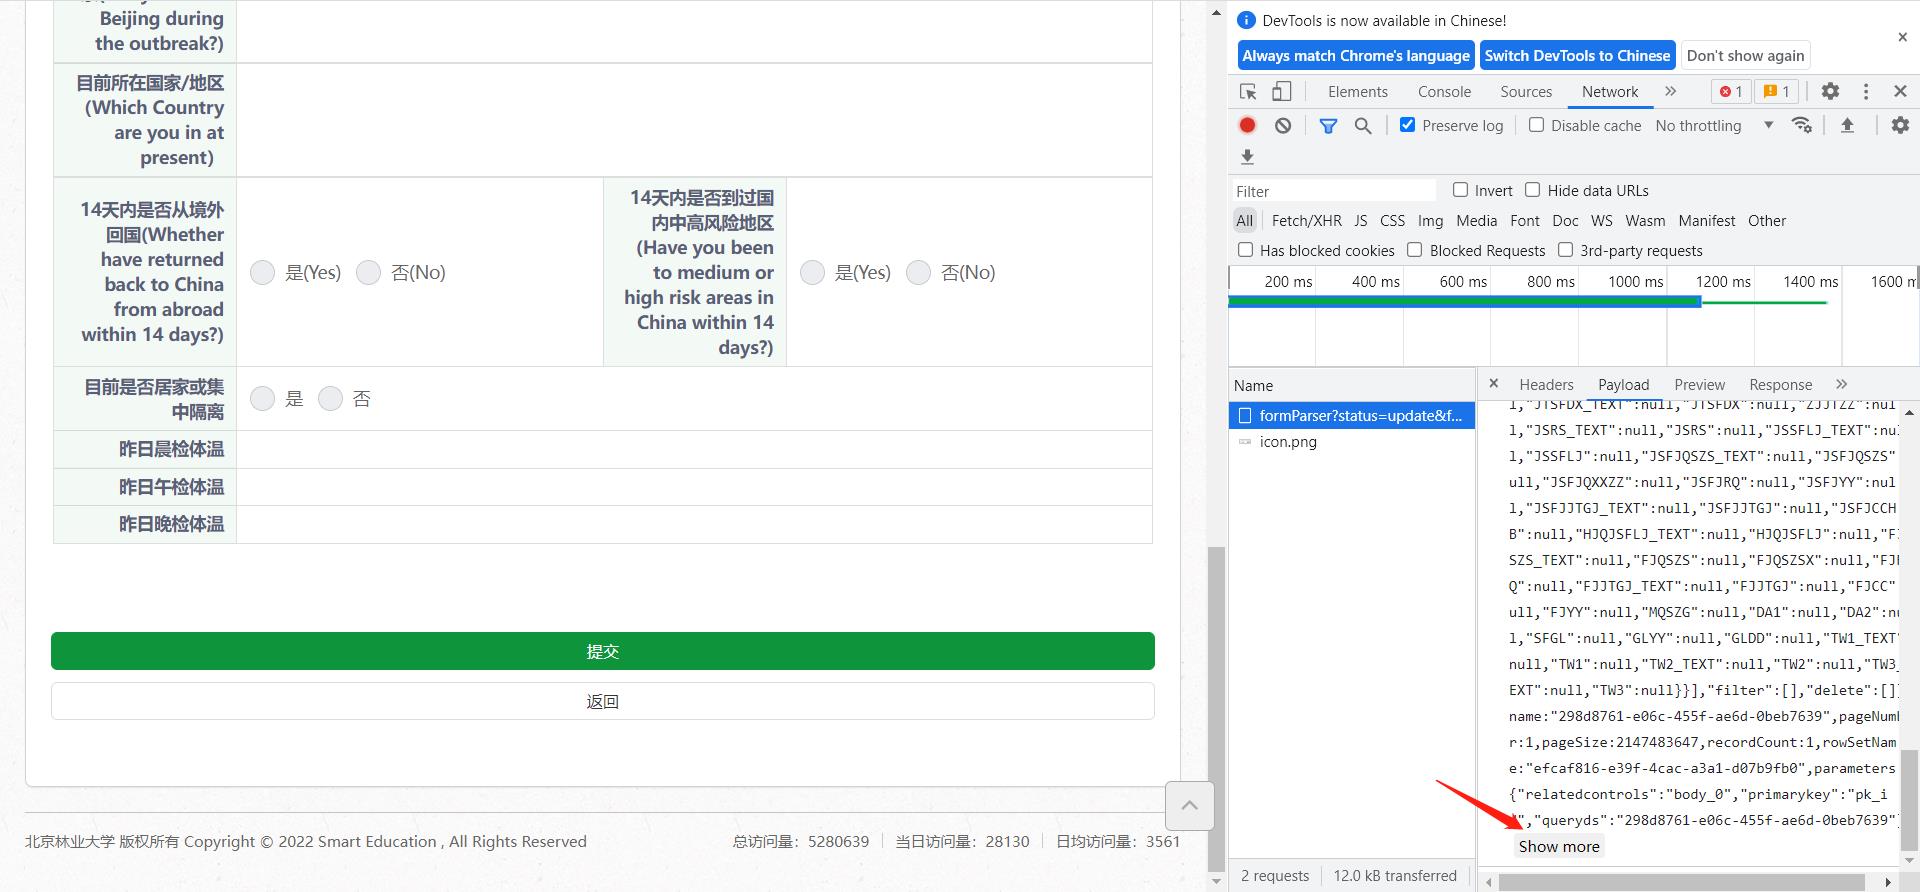 Beijing during
the outbreak?)
目前所在国家/地区
(Which Country
are you in at
present)
14天内是否从境外
回国(Whether
have returned
back to China
from abroad
within 14 days?)
是(Yes) 否(No)
14天内是否到过国
内中高风险地区
(Have you been
to medium or
high risk areas in
China within 14
days?)
是(Yes) 否(No)
目前是否居家或集
中隔离
是 否
昨日晨检体温
昨日午检体温
昨日晚检体温
提交
返回
北京林业大学 版权所有 Copyright © 2022 Smart Education , All Rights Reserved
总访问量：5280639 当日访问量：28130 日均访问量：3561
DevTools is now available in Chinese!
Always match Chrome's language Switch DevTools to Chinese Don't show again
Elements Console Sources Network 1 1
Preserve log Disable cache No throttling
Filter Invert Hide data URLs
All Fetch/XHR JS CSS Img Media Font Doc WS Wasm Manifest Other
Has blocked cookies Blocked Requests 3rd-party requests
200 ms 400 ms 600 ms 800 ms 1000 ms 1200 ms 1400 ms 1600 m
Name
formParser?status=update&f...
icon.png
2 requests 12.0 kB transferred
Headers Payload Preview Response
l,"JTSFDX_TEXT":null,"JTSFDX":null,"ZJJTZZ":nul
l,"JSRS_TEXT":null,"JSRS":null,"JSSFLJ_TEXT":nu
l,"JSSFLJ":null,"JSFJQSZS_TEXT":null,"JSFJQSZS"
ull,"JSFJQXXZZ":null,"JSFJRQ":null,"JSFJYY":nul
l,"JSFJJTGJ_TEXT":null,"JSFJJTGJ":null,"JSFJCCH
B":null,"HJQJSFLJ_TEXT":null,"HJQJSFLJ":null,"F
SZS_TEXT":null,"FJQSZS":null,"FJQSZSX":null,"FJ
Q":null,"FJJTGJ_TEXT":null,"FJJTGJ":null,"FJCC"
ull,"FJYY":null,"MQSZG":null,"DA1":null,"DA2":n
l,"SFGL":null,"GLYY":null,"GLDD":null,"TW1_TEXT"
null,"TW1":null,"TW2_TEXT":null,"TW2":null,"TW3_
EXT":null,"TW3":null}}],"filter":[],"delete":[]
name:"298d8761-e06c-455f-ae6d-0beb7639",pageNum
r:1,pageSize:2147483647,recordCount:1,rowSetNam
e:"efcaf816-e39f-4cac-a3a1-d07b9fb0",parameters
{"relatedcontrols":"body_0","primarykey":"pk_i
","queryds":"298d8761-e06c-455f-ae6d-0beb7639"
Show more